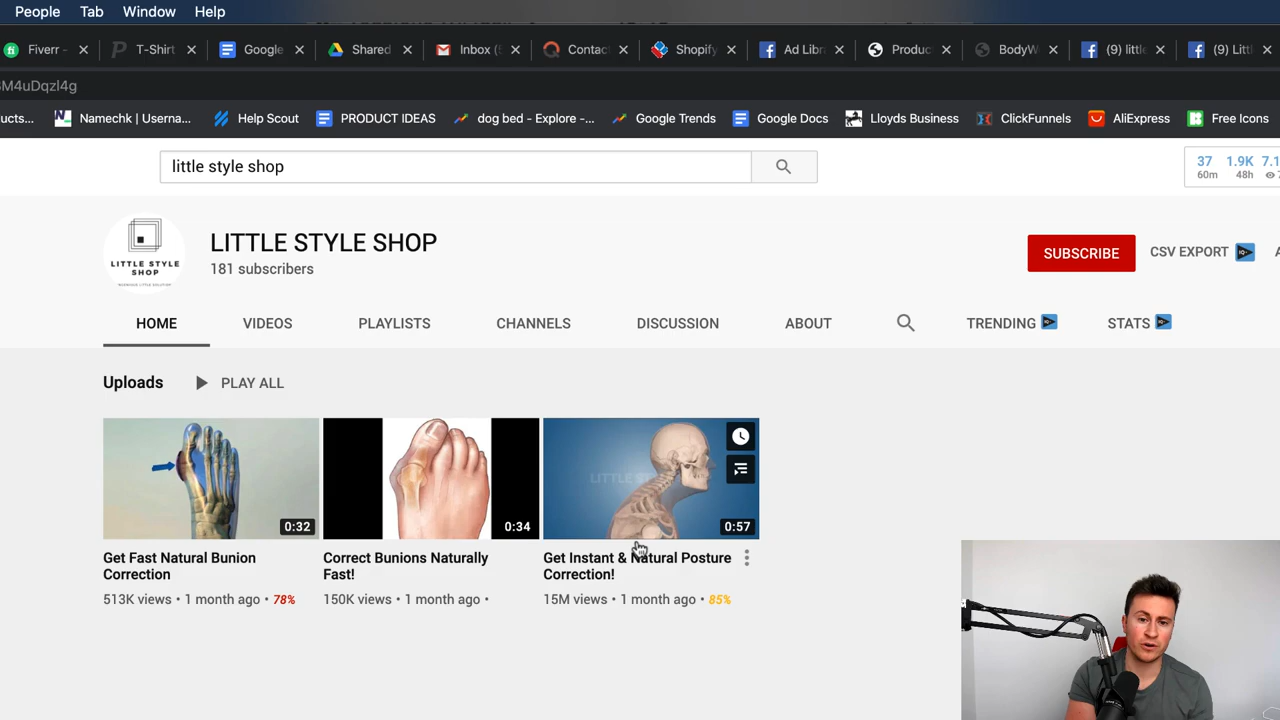 People Tab Window Help
Fiverr - T-Shirt Google Shared Inbox ( Contac Shopify Ad Libr Produc BodyW (9) little (9) Littl
M4uDqzl4g
ucts... Namechk | Userna... Help Scout PRODUCT IDEAS dog bed - Explore -... Google Trends Google Docs Lloyds Business ClickFunnels AliExpress Free Icons
little style shop
37 1.9K 7.1
60m 48h
LITTLE STYLE SHOP
181 subscribers
LITTLE STYLE
SHOP
SUBSCRIBE CSV EXPORT
HOME VIDEOS PLAYLISTS CHANNELS DISCUSSION ABOUT TRENDING STATS
Uploads PLAY ALL
LITTLE ST
0:32 0:34 0:57
Get Fast Natural Bunion
Correction
513K views • 1 month ago • 78%
Correct Bunions Naturally
Fast!
150K views • 1 month ago •
Get Instant & Natural Posture
Correction!
15M views • 1 month ago • 85%